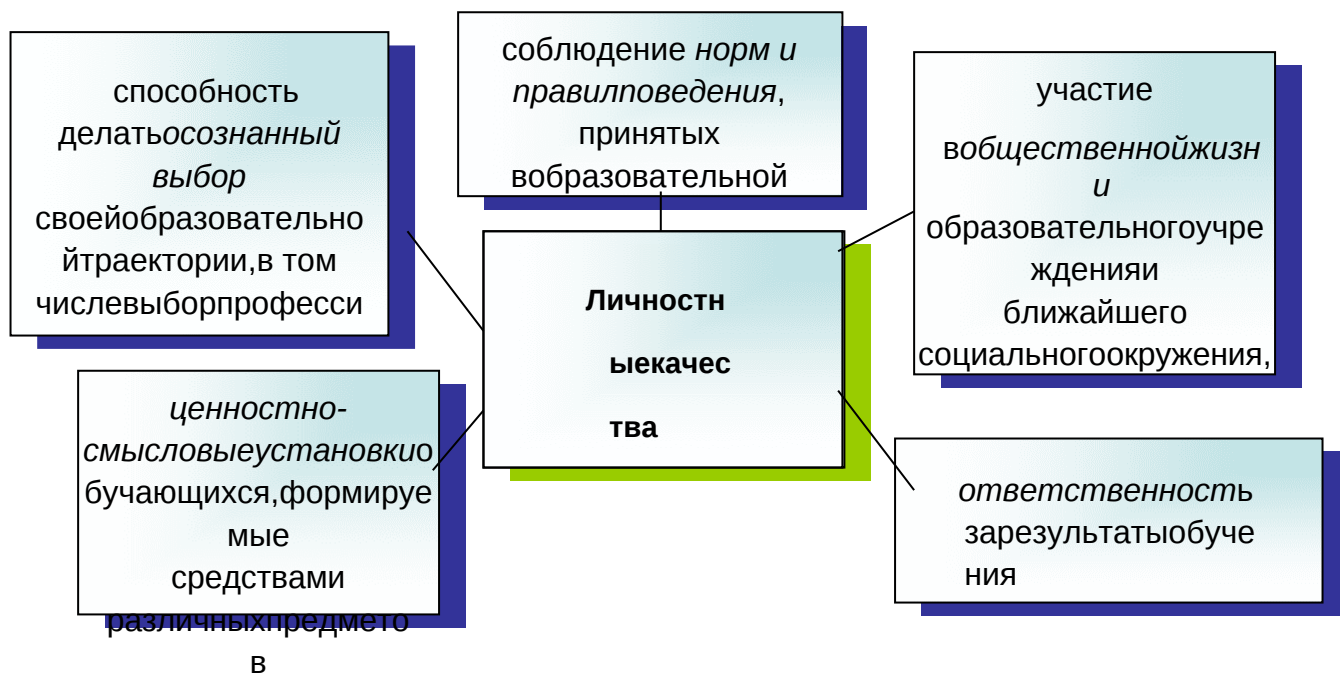 способность
делатьосознанный
выбор
своейобразовательно
йтраектории,в том
числевыборпрофесси
соблюдение норм и
правилповедения,
принятых
вобразовательной
участие
вобщественнойжизн
и
образовательногоучре
ждениии
ближайшего
социальногоокружения,
Личностн
ыекачес
тва
ценностно-
смысловыеустановкио
бучающихся,формируе
мые
средствами
различныхпредмето
в
ответственность
зарезультатыобуче
ния